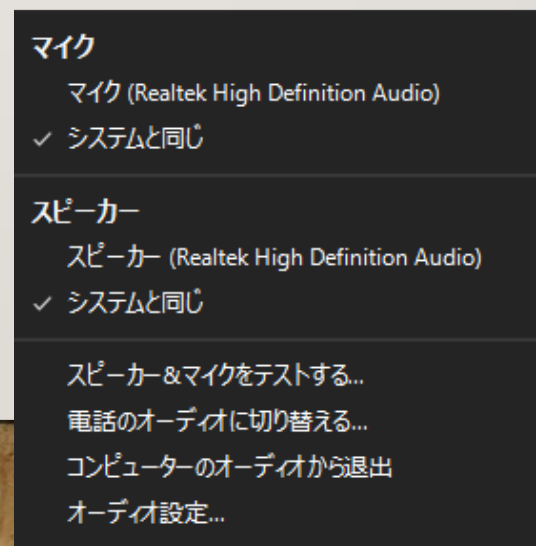 マイク
マイク (Realtek High Definition Audio)
✓ システムと同じ
スピーカー
スピーカー (Realtek High Definition Audio)
✓ システムと同じ
スピーカー&マイクをテストする...
電話のオーディオに切り替える...
コンピューターのオーディオから退出
オーディオ設定...